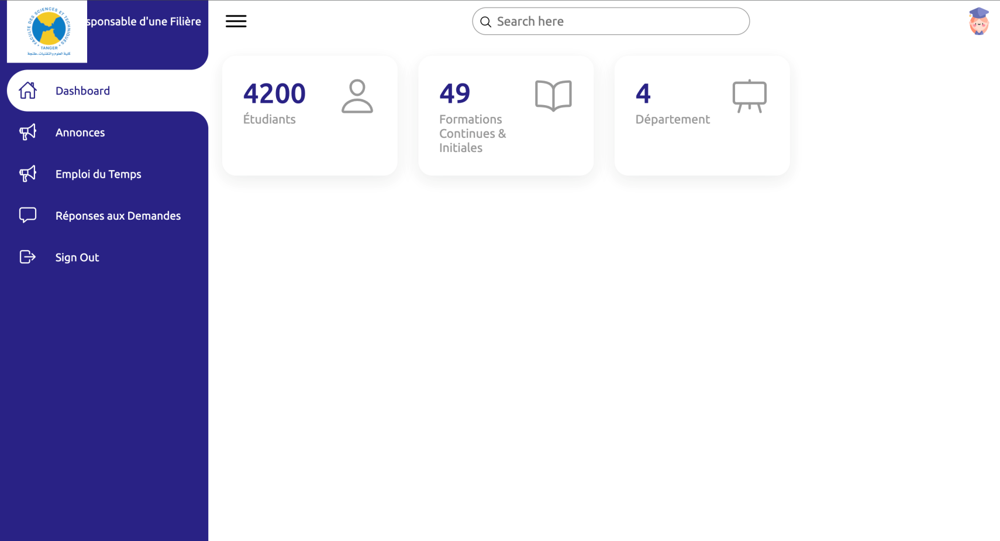 FACULTÉ DES SCIENCES ET TECHNIQUES
TANGER
كلية العلوم والتقنيات - طنجة
sponsable d'une Filière
Search here
Dashboard
Annonces
Emploi du Temps
Réponses aux Demandes
Sign Out
4200
Étudiants
49
Formations
Continues &
Initiales
4
Département